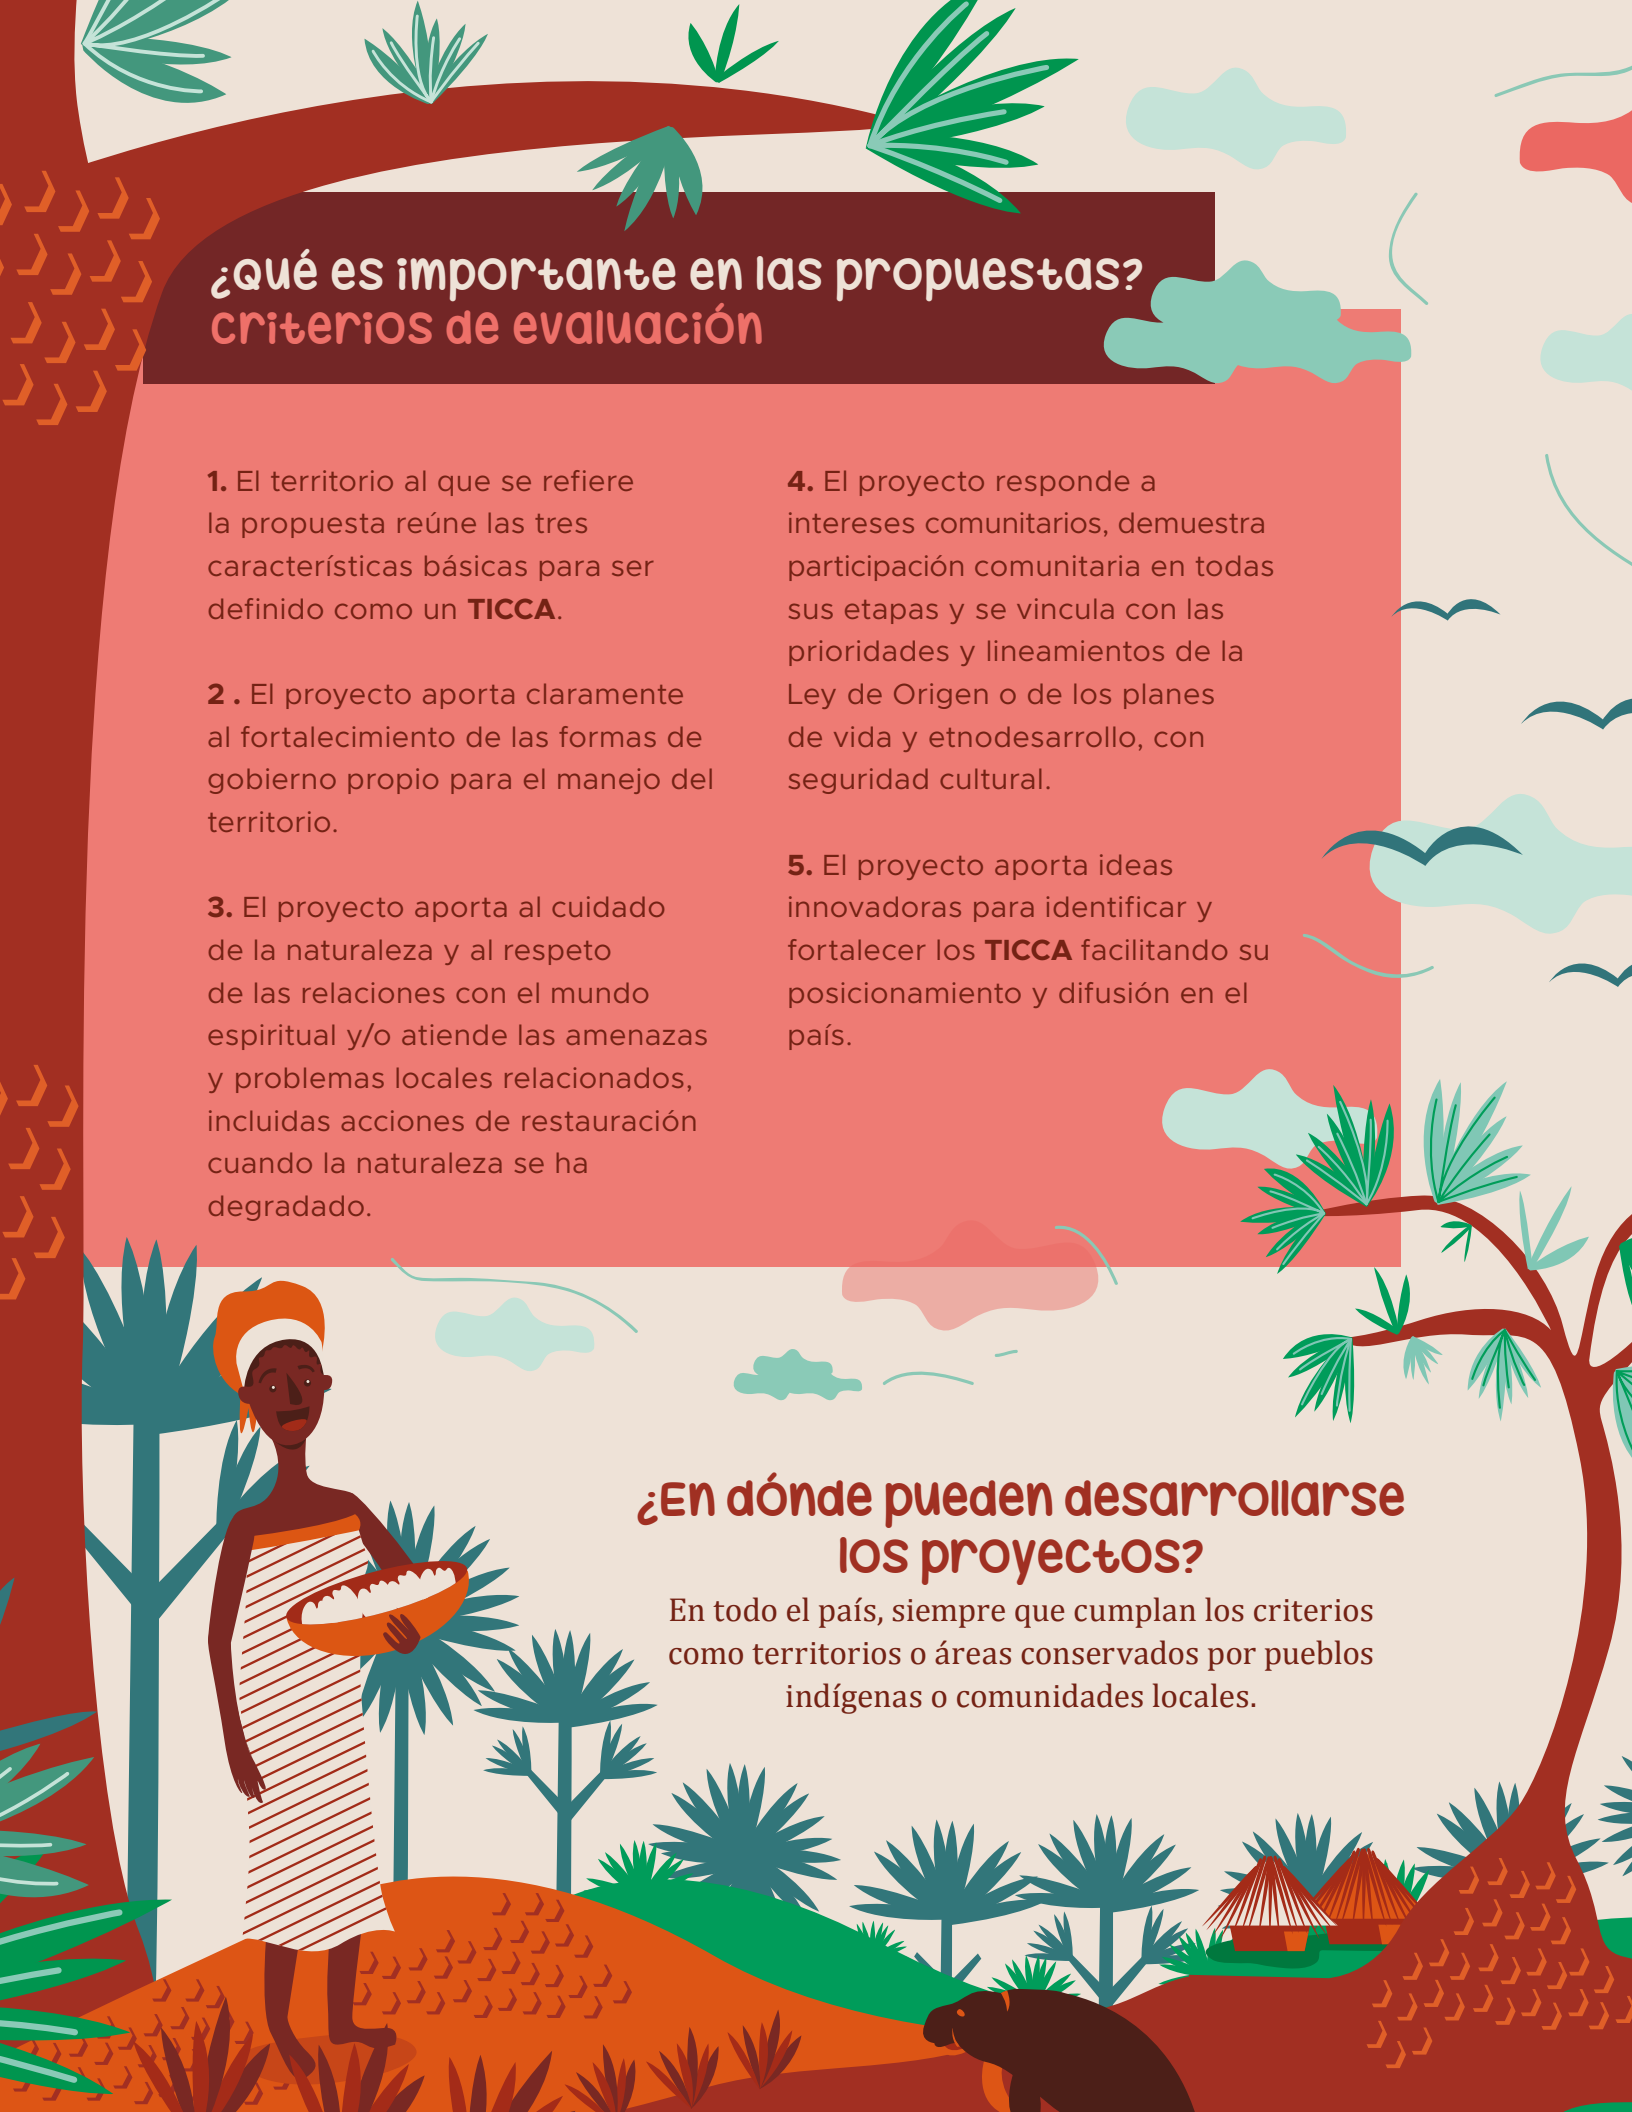 ¿Qué es importante en las propuestas?
criterios de evaluación
1. El territorio al que se refiere
la propuesta reúne las tres
características básicas para ser
definido como un TICCA.
2 . El proyecto aporta claramente
al fortalecimiento de las formas de
gobierno propio para el manejo del
territorio.
3. El proyecto aporta al cuidado
de la naturaleza y al respeto
de las relaciones con el mundo
espiritual y/o atiende las amenazas
y problemas locales relacionados,
incluidas acciones de restauración
cuando la naturaleza se ha
degradado.
4. El proyecto responde a
intereses comunitarios, demuestra
participación comunitaria en todas
sus etapas y se vincula con las
prioridades y lineamientos de la
Ley de Origen o de los planes
de vida y etnodesarrollo, con
seguridad cultural.
5. El proyecto aporta ideas
innovadoras para identificar y
fortalecer los TICCA facilitando su
posicionamiento y difusión en el
país.
¿En dónde pueden desarrollarse
los proyectos?
En todo el país, siempre que cumplan los criterios
como territorios o áreas conservados por pueblos
indígenas o comunidades locales.